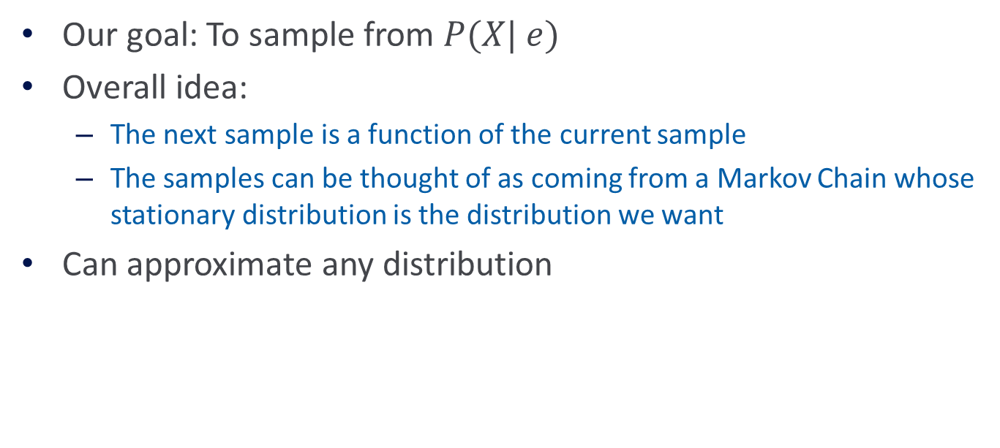 • Our goal: To sample from P(X| e)
• Overall idea:
– The next sample is a function of the current sample
– The samples can be thought of as coming from a Markov Chain whose
stationary distribution is the distribution we want
• Can approximate any distribution